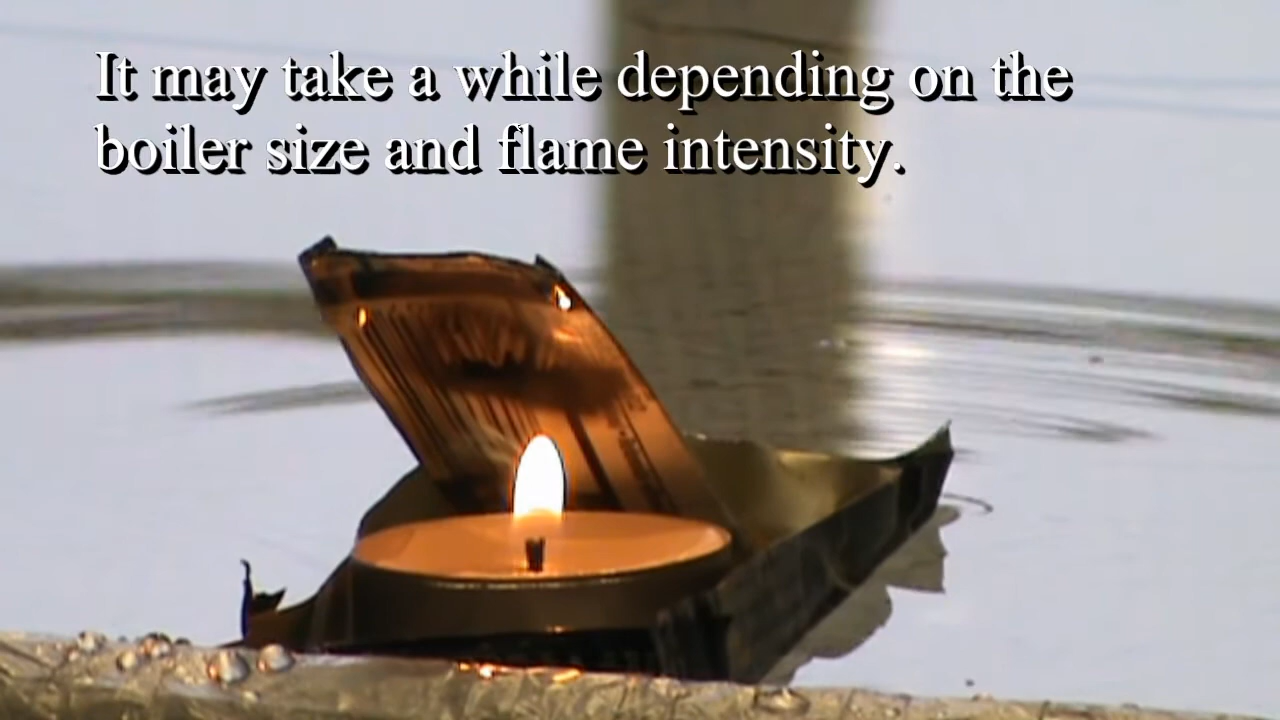 It may take a while depending on the
boiler size and flame intensity.